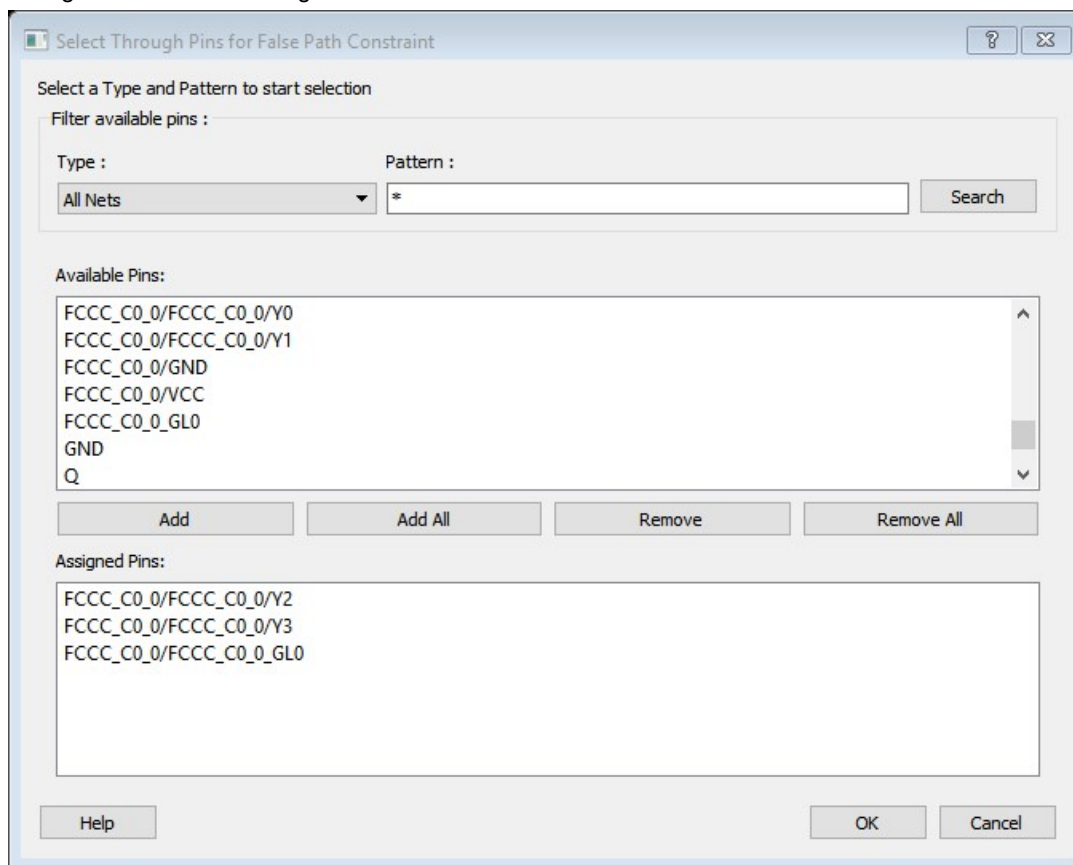 Select Through Pins for False Path Constraint
Select a Type and Pattern to start selection
Filter available pins :
Type : Pattern :
All Nets * Search
Available Pins:
FCCC_C0_0/FCCC_C0_0/Y0
FCCC_C0_0/FCCC_C0_0/Y1
FCCC_C0_0/GND
FCCC_C0_0/VCC
FCCC_C0_0_GL0
GND
Q
Add Add All Remove Remove All
Assigned Pins:
FCCC_C0_0/FCCC_C0_0/Y2
FCCC_C0_0/FCCC_C0_0/Y3
FCCC_C0_0/FCCC_C0_0_GL0
Help OK Cancel